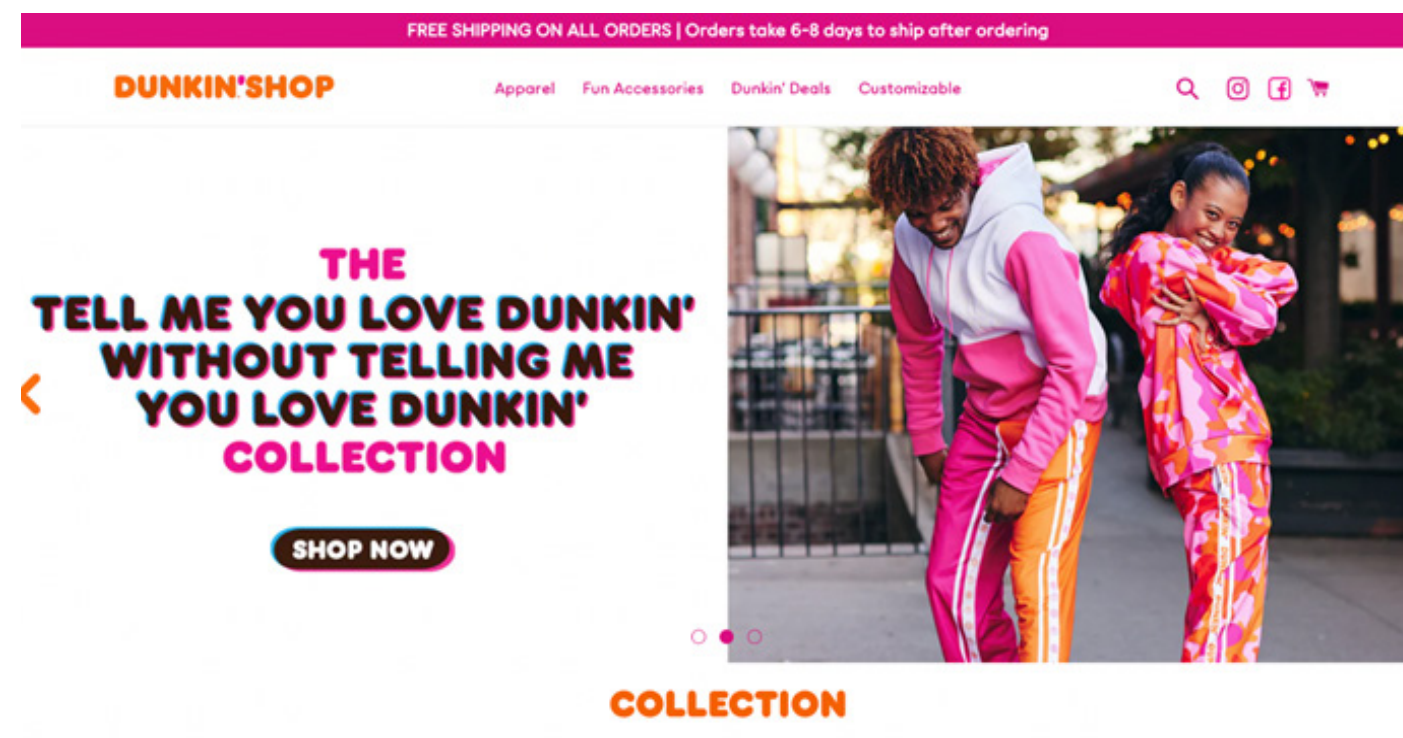 FREE SHIPPING ON ALL ORDERS | Orders take 6-8 days to ship after ordering
DUNKIN'SHOP
Apparel
Fun Accessories
Dunkin' Deals
Customizable
THE
TELL ME YOU LOVE DUNKIN'
WITHOUT TELLING ME
YOU LOVE DUNKIN'
COLLECTION
SHOP NOW
COLLECTION